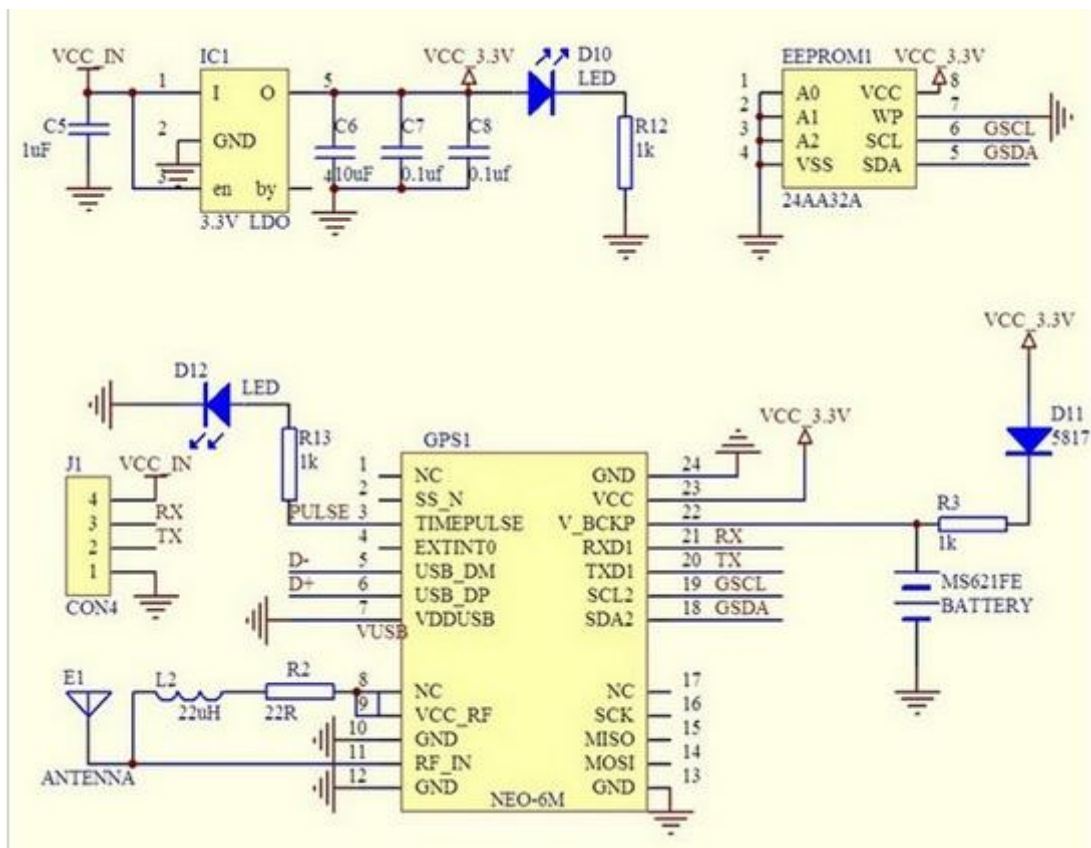 VCC_IN
IC1
VCC_3.3V
D10
LED
EEPROM1
VCC_3.3V
1 I O 5
C5
1uF
2 GND
3 en by 4
3.3V LDO
C6
10uF
C7
0.1uf
C8
0.1uf
R12
1k
1 A0 VCC 8
2 A1 WP 7
3 A2 SCL 6 GSCL
4 VSS SDA 5 GSDA
24AA32A
VCC_3.3V
D11
5817
D12
LED
R13
1k
GPS1
VCC_3.3V
J1
VCC_IN
4
3 RX
2 TX
1
CON4
1 NC GND 24
2 SS_N VCC 23
PULSE 3 TIMEPULSE V_BCKP 22
4 EXTINT0 RXD1 21 RX
D- 5 USB_DM TXD1 20 TX
D+ 6 USB_DP SCL2 19 GSCL
7 VDDUSB SDA2 18 GSDA
VUSB
R3
1k
MS621FE
BATTERY
E1
L2
22uH
R2
22R
8 NC NC 17
9 VCC_RF SCK 16
10 GND MISO 15
11 RF_IN MOSI 14
12 GND GND 13
ANTENNA
NEO-6M